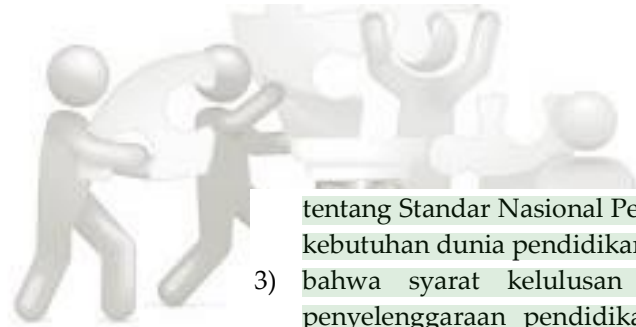 tentang Standar Nasional Pe
kebutuhan dunia pendidikan
3) bahwa syarat kelulusan
penyelenggaraan pendidika